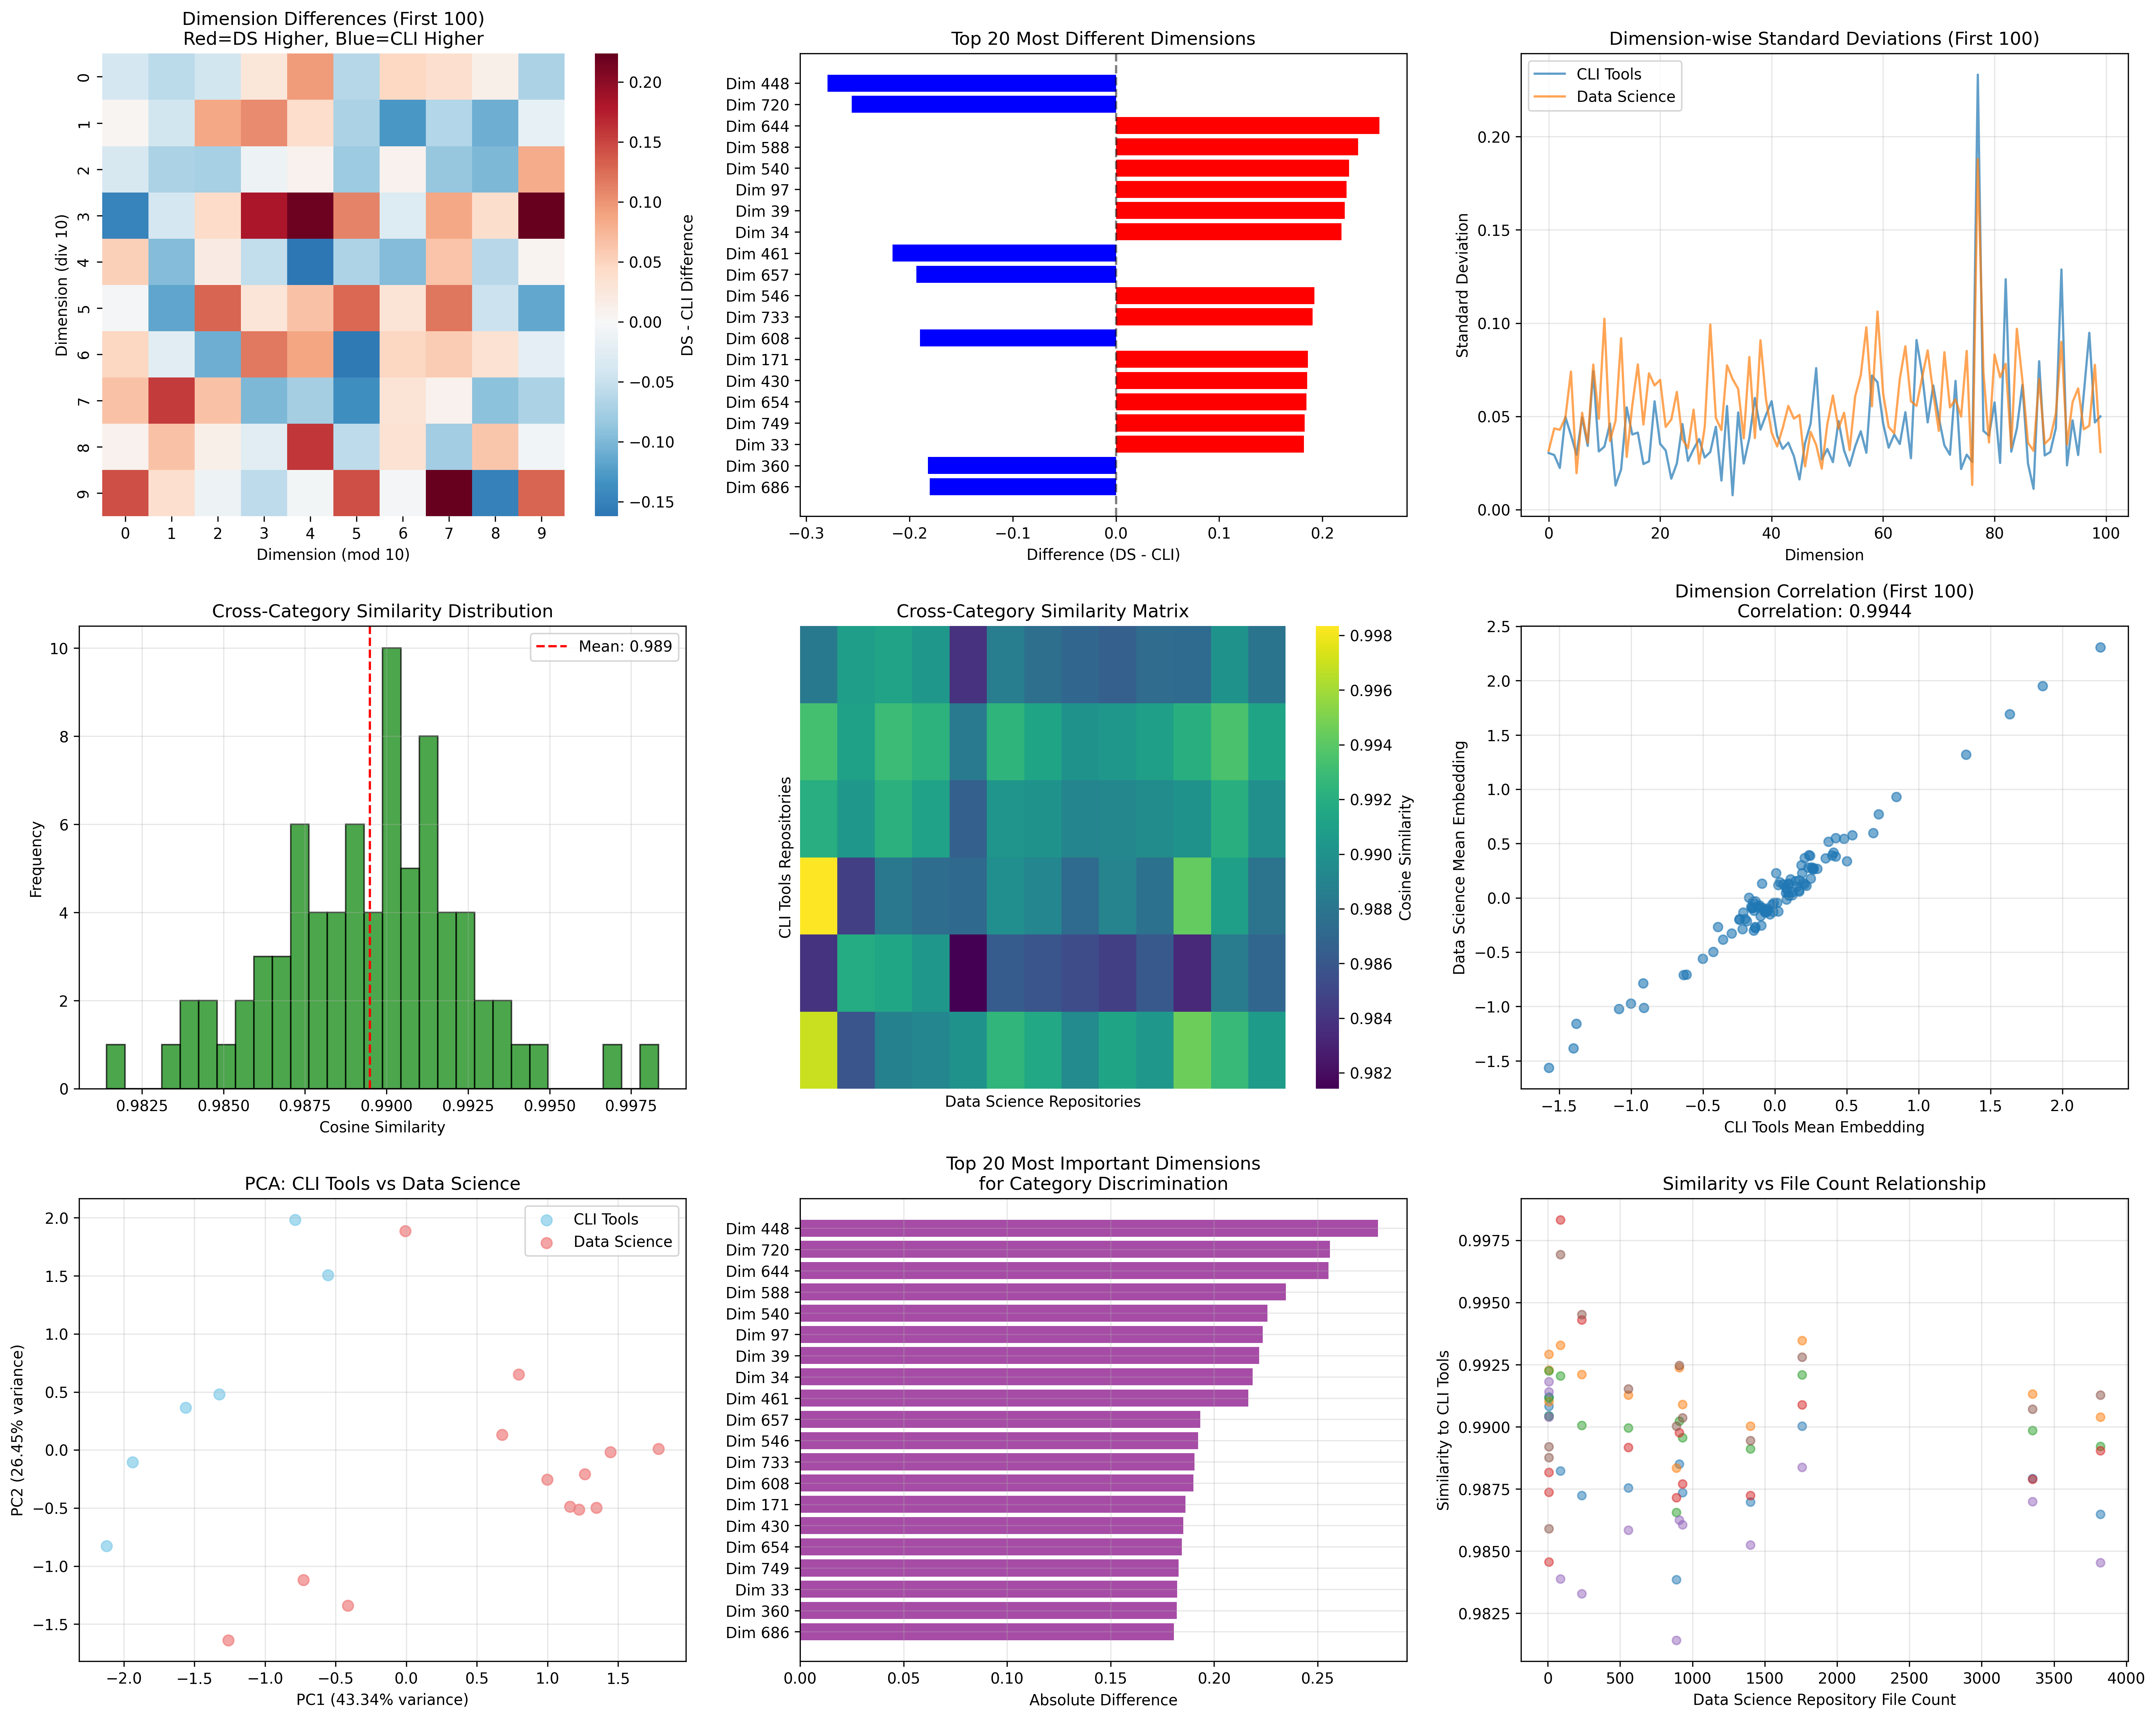 Dimension Differences (First 100)
Red=DS Higher, Blue=CLI Higher
Dimension (div 10)
0
1
2
3
4
5
6
7
8
9
0 1 2 3 4 5 6 7 8 9
Dimension (mod 10)
0.20
0.15
0.10
0.05
0.00
−0.05
−0.10
−0.15
DS - CLI Difference
Top 20 Most Different Dimensions
Dim 448
Dim 720
Dim 644
Dim 588
Dim 540
Dim 97
Dim 39
Dim 34
Dim 461
Dim 657
Dim 546
Dim 733
Dim 608
Dim 171
Dim 430
Dim 654
Dim 749
Dim 33
Dim 360
Dim 686
−0.3 −0.2 −0.1 0.0 0.1 0.2
Difference (DS - CLI)
Dimension-wise Standard Deviations (First 100)
CLI Tools
Data Science
Standard Deviation
0.20
0.15
0.10
0.05
0.00
0 20 40 60 80 100
Dimension
Cross-Category Similarity Distribution
Mean: 0.989
Frequency
10
8
6
4
2
0
0.9825 0.9850 0.9875 0.9900 0.9925 0.9950 0.9975
Cosine Similarity
Cross-Category Similarity Matrix
CLI Tools Repositories
Data Science Repositories
0.998
0.996
0.994
0.992
0.990
0.988
0.986
0.984
0.982
Cosine Similarity
Dimension Correlation (First 100)
Correlation: 0.9944
Data Science Mean Embedding
2.5
2.0
1.5
1.0
0.5
0.0
−0.5
−1.0
−1.5
−1.5 −1.0 −0.5 0.0 0.5 1.0 1.5 2.0
CLI Tools Mean Embedding
PCA: CLI Tools vs Data Science
CLI Tools
Data Science
PC2 (26.45% variance)
2.0
1.5
1.0
0.5
0.0
−0.5
−1.0
−1.5
−2.0 −1.5 −1.0 −0.5 0.0 0.5 1.0 1.5
PC1 (43.34% variance)
Top 20 Most Important Dimensions
for Category Discrimination
Dim 448
Dim 720
Dim 644
Dim 588
Dim 540
Dim 97
Dim 39
Dim 34
Dim 461
Dim 657
Dim 546
Dim 733
Dim 608
Dim 171
Dim 430
Dim 654
Dim 749
Dim 33
Dim 360
Dim 686
0.00 0.05 0.10 0.15 0.20 0.25
Absolute Difference
Similarity vs File Count Relationship
Similarity to CLI Tools
0.9975
0.9950
0.9925
0.9900
0.9875
0.9850
0.9825
0 500 1000 1500 2000 2500 3000 3500 4000
Data Science Repository File Count